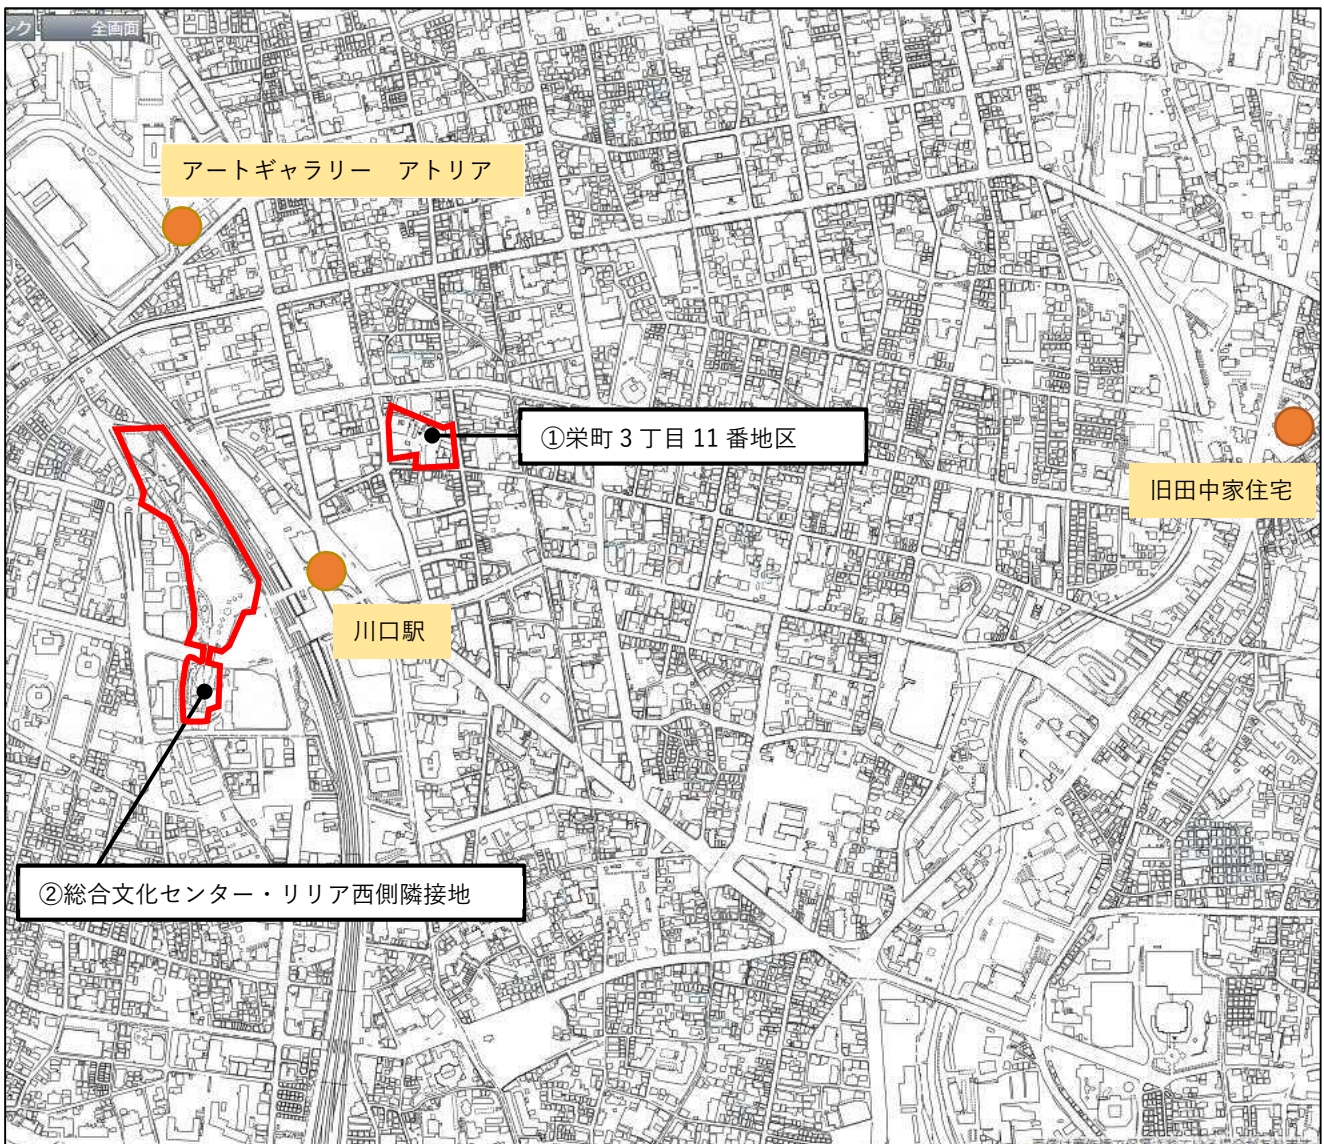 ンク 全画面
アートギャラリー　アトリア
①栄町３丁目 11 番地区
旧田中家住宅
川口駅
②総合文化センター・リリア西側隣接地